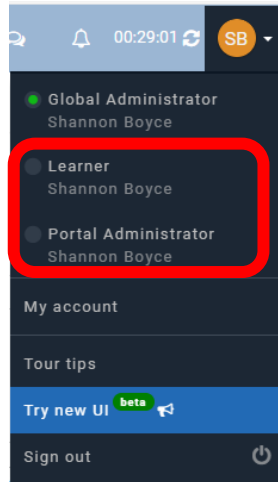 00:29:01 SB
Global Administrator
Shannon Boyce
Learner
Shannon Boyce
Portal Administrator
Shannon Boyce
My account
Tour tips
Try new UI beta
Sign out